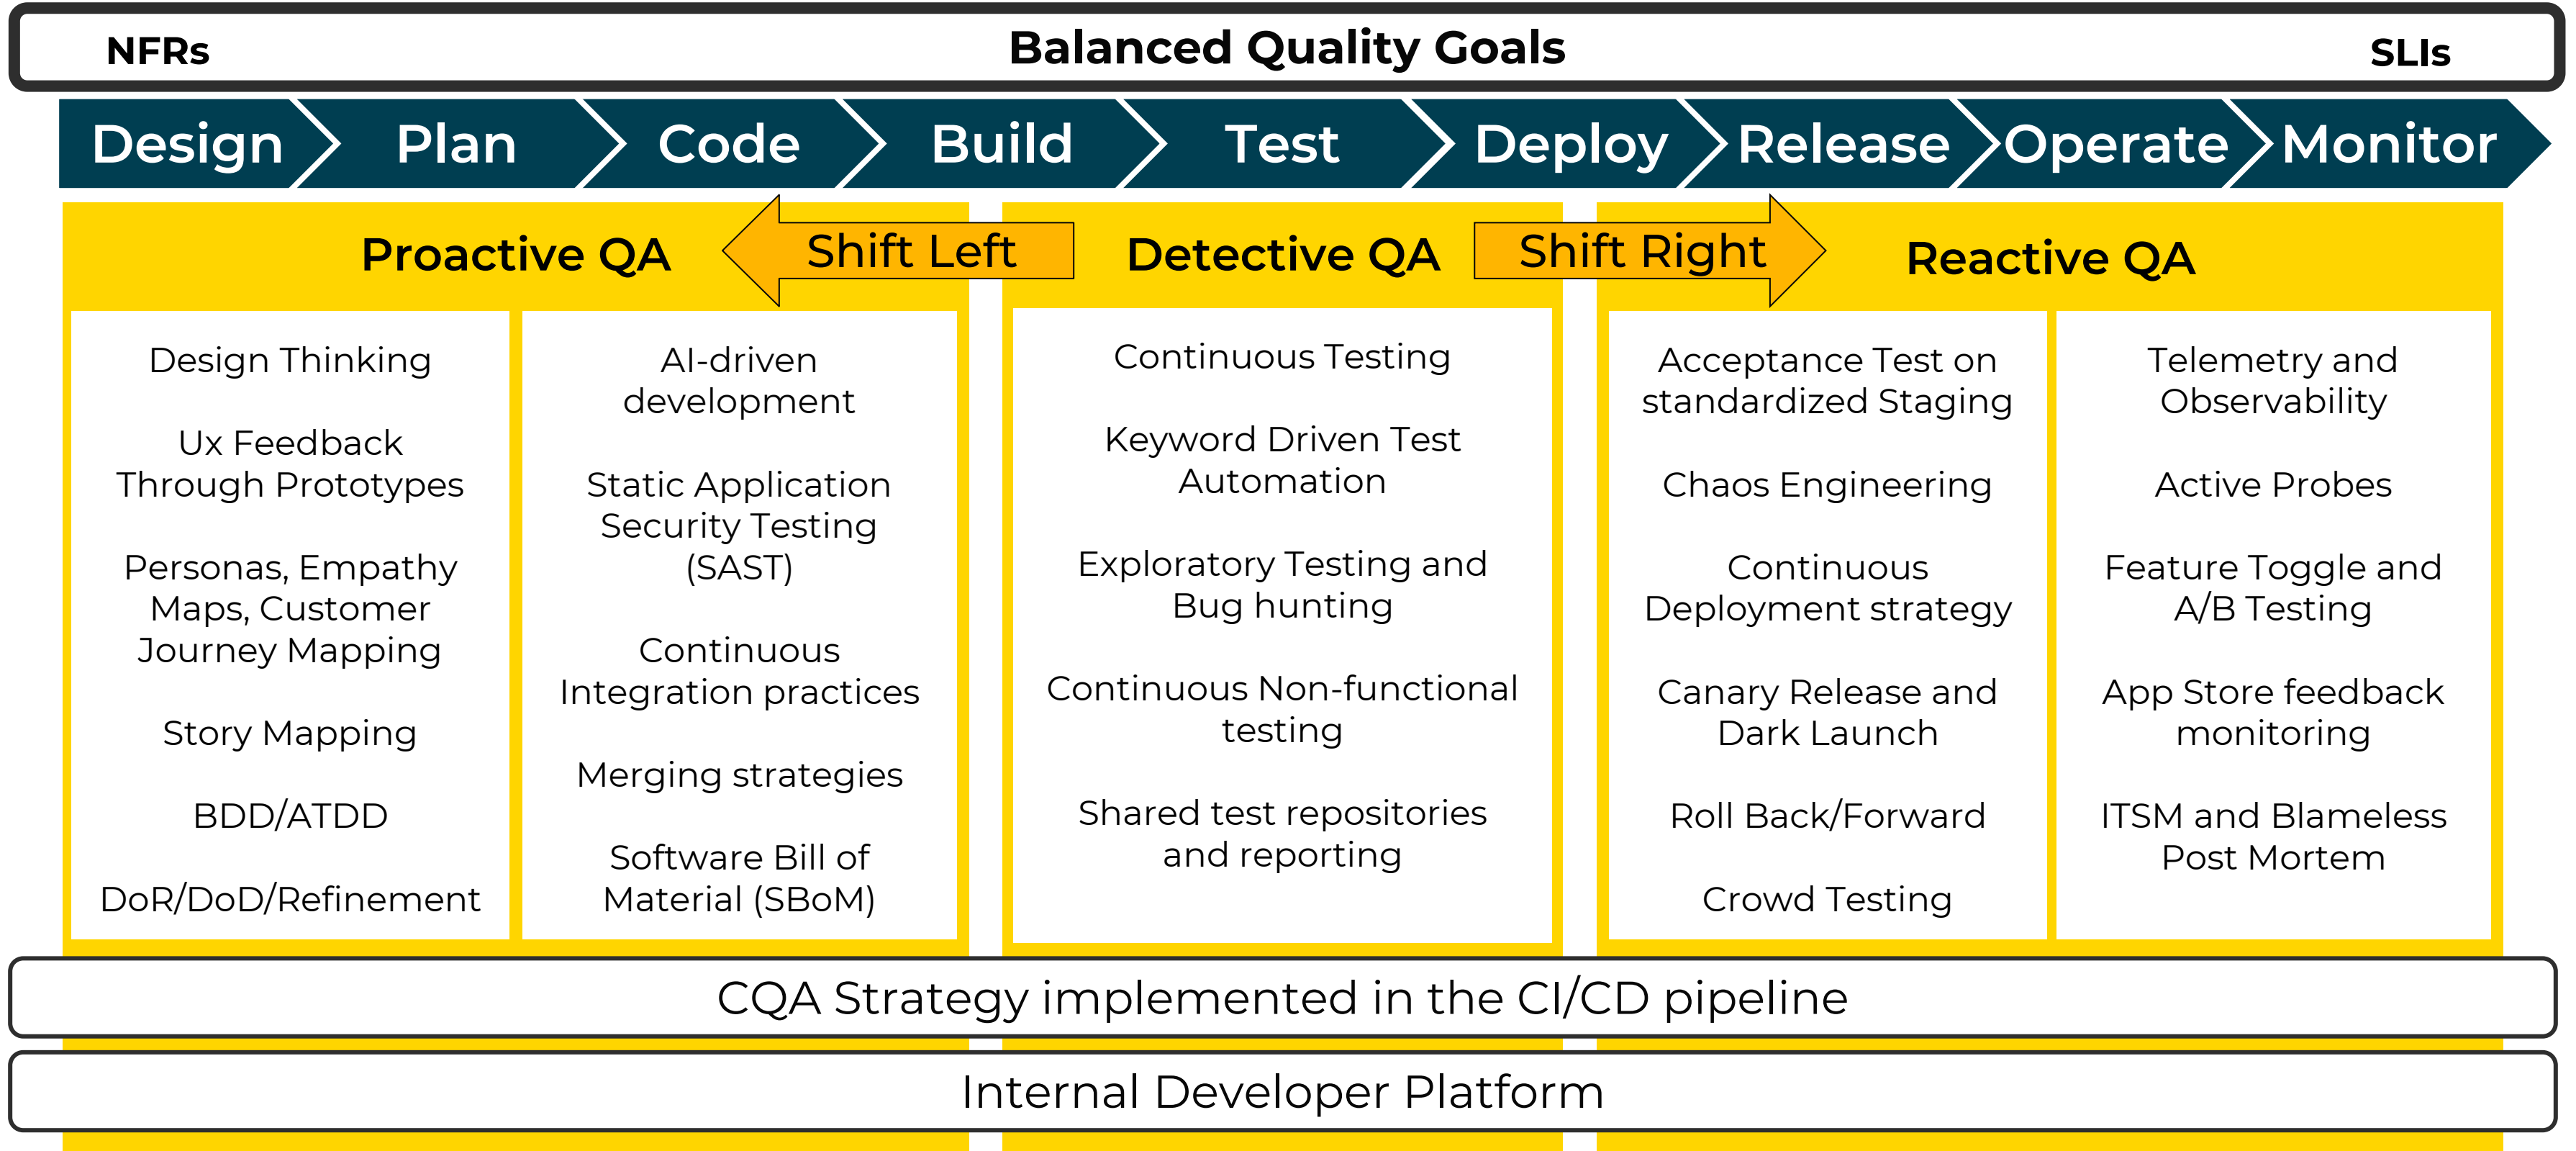 NFRs
Balanced Quality Goals
SLIs
Design
Plan
Code
Build
Test
Deploy
Release
Operate
Monitor
Proactive QA
Shift Left
Detective QA
Shift Right
Reactive QA
Design Thinking
Ux Feedback
Through Prototypes
Personas, Empathy
Maps, Customer
Journey Mapping
Story Mapping
BDD/ATDD
DoR/DoD/Refinement
AI-driven
development
Static Application
Security Testing
(SAST)
Continuous
Integration practices
Merging strategies
Software Bill of
Material (SBoM)
Continuous Testing
Keyword Driven Test
Automation
Exploratory Testing and
Bug hunting
Continuous Non-functional
testing
Shared test repositories
and reporting
Acceptance Test on
standardized Staging
Chaos Engineering
Continuous
Deployment strategy
Canary Release and
Dark Launch
Roll Back/Forward
Crowd Testing
Telemetry and
Observability
Active Probes
Feature Toggle and
A/B Testing
App Store feedback
monitoring
ITSM and Blameless
Post Mortem
CQA Strategy implemented in the CI/CD pipeline
Internal Developer Platform